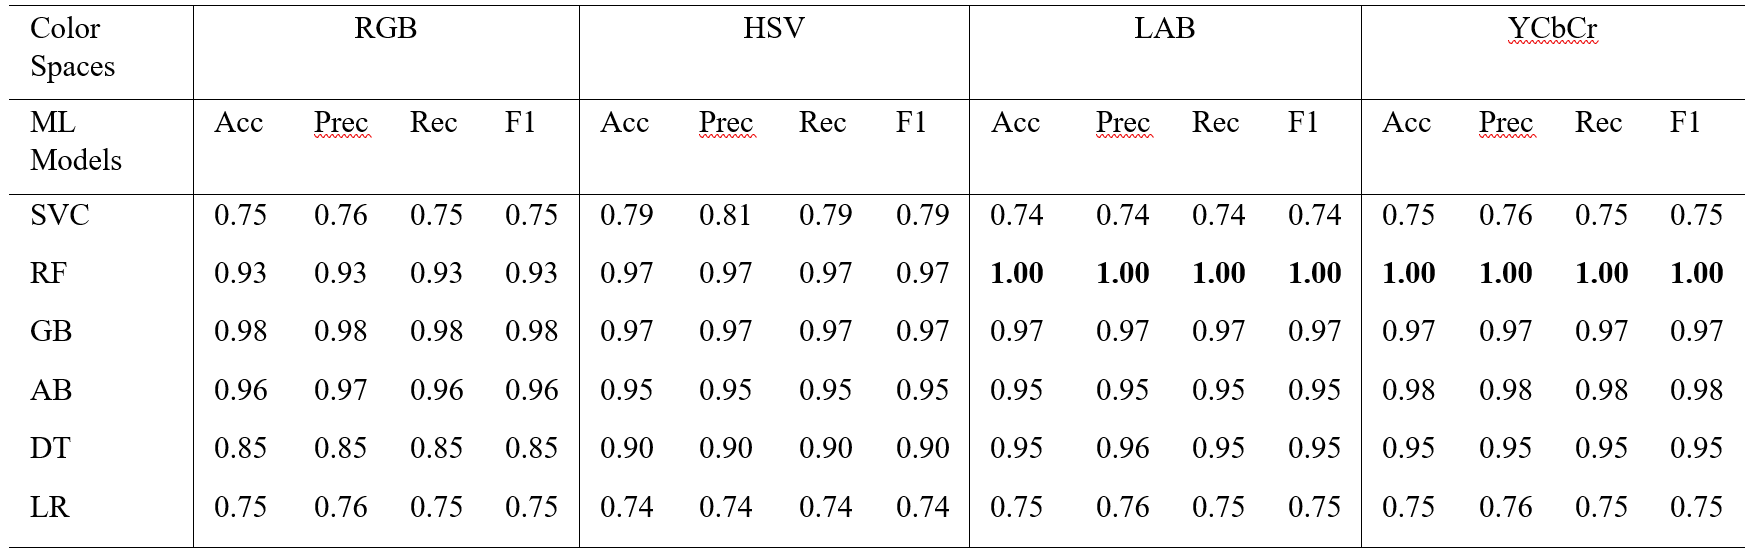 Color Spaces RGB HSV LAB YCbCr
ML Models Acc Prec Rec F1 Acc Prec Rec F1 Acc Prec Rec F1 Acc Prec Rec F1
SVC 0.75 0.76 0.75 0.75 0.79 0.81 0.79 0.79 0.74 0.74 0.74 0.74 0.75 0.76 0.75 0.75
RF 0.93 0.93 0.93 0.93 0.97 0.97 0.97 0.97 1.00 1.00 1.00 1.00 1.00 1.00 1.00 1.00
GB 0.98 0.98 0.98 0.98 0.97 0.97 0.97 0.97 0.97 0.97 0.97 0.97 0.97 0.97 0.97 0.97
AB 0.96 0.97 0.96 0.96 0.95 0.95 0.95 0.95 0.95 0.95 0.95 0.95 0.98 0.98 0.98 0.98
DT 0.85 0.85 0.85 0.85 0.90 0.90 0.90 0.90 0.95 0.96 0.95 0.95 0.95 0.95 0.95 0.95
LR 0.75 0.76 0.75 0.75 0.74 0.74 0.74 0.74 0.75 0.76 0.75 0.75 0.75 0.76 0.75 0.75